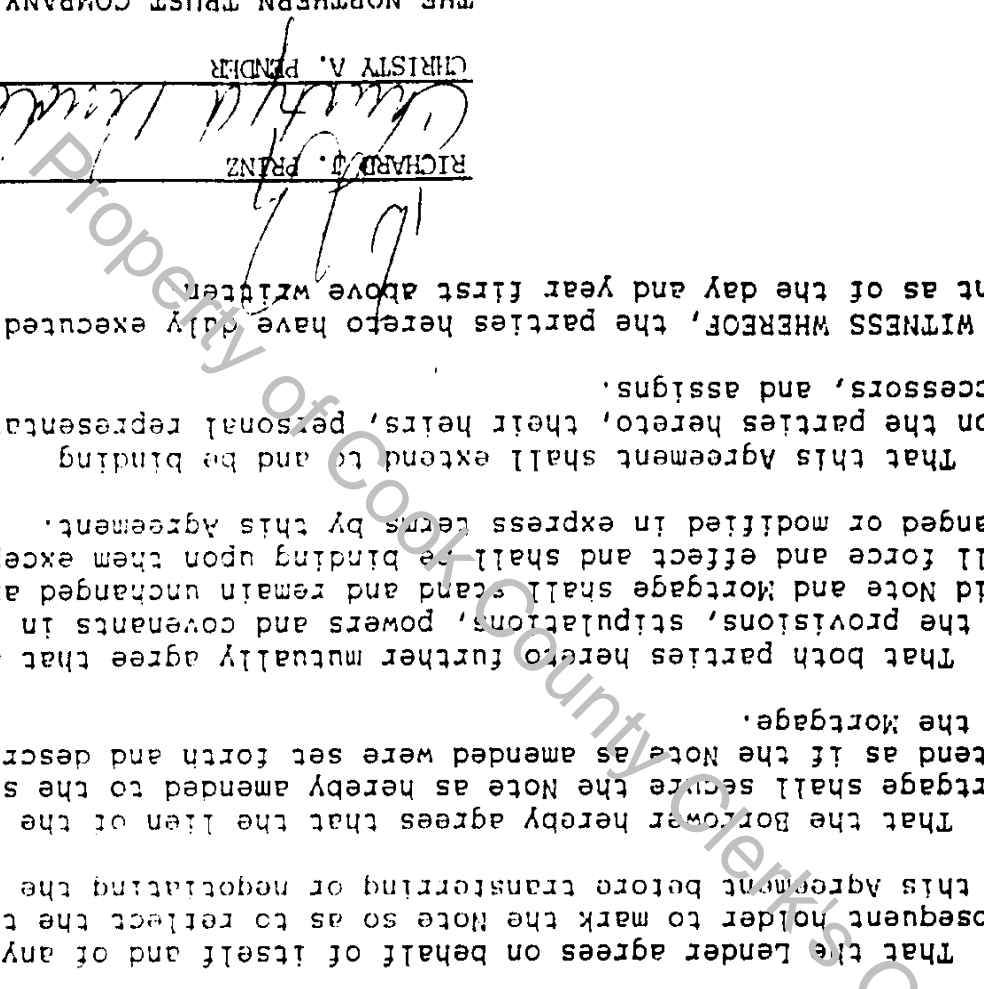 That the Lender agrees on behalf of itself and of any
bsequent holder to mark the Note so as to reflect the t
this Agreement before transferring or negotiating the
That the Borrower hereby agrees that the lien of the
rtgage shall secure the Note as hereby amended to the s
tend as if the Note as amended were set forth and descr
the Mortgage.
That both parties hereto further mutually agree that
the provisions, stipulations, powers and covenants in
id Note and Mortgage shall stand and remain unchanged a
ll force and effect and shall be binding upon them excep
anged or modified in express terms by this Agreement.
That this Agreement shall extend to and be binding
on the parties hereto, their heirs, personal representa
ccessors, and assigns.
WITNESS WHEREOF, the parties hereto have duly executed
nt as of the day and year first above written
RICHARD J. PRINZ
CHRISTY A. PENDER
THE NORTHERN TRUST COMPANY
Property of Cook County Clerk's O